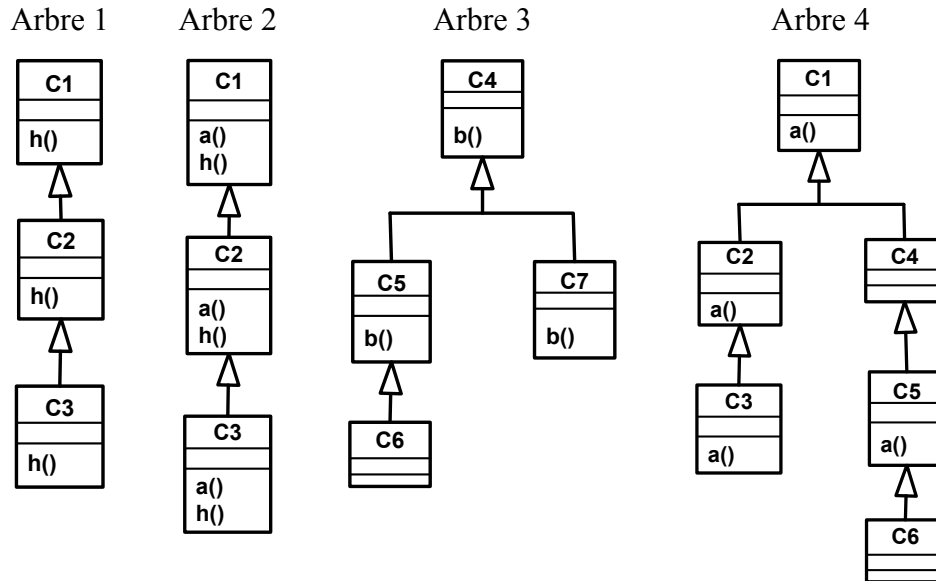 Arbre 1
C1
h()
C2
h()
C3
h()
Arbre 2
C1
a()
h()
C2
a()
h()
C3
a()
h()
Arbre 3
C4
b()
C5
b()
C7
b()
C6
Arbre 4
C1
a()
C2
a()
C4
C3
a()
C5
a()
C6